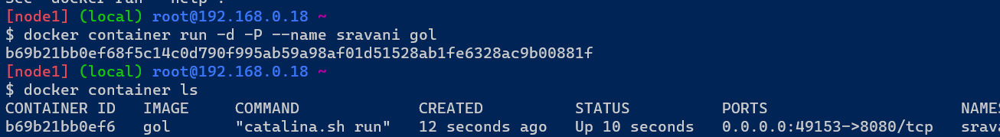 See 'docker run --help'.
[node1] (local) root@192.168.0.18 ~
$ docker container run -d -P --name sravani gol
b69b21bb0ef68f5c14c0d790f995ab59a98af01d51528ab1fe6328ac9b00881f
[node1] (local) root@192.168.0.18 ~
$ docker container ls
CONTAINER ID IMAGE COMMAND CREATED STATUS PORTS NAMES
b69b21bb0ef6 gol "catalina.sh run" 12 seconds ago Up 10 seconds 0.0.0.0:49153->8080/tcp srava